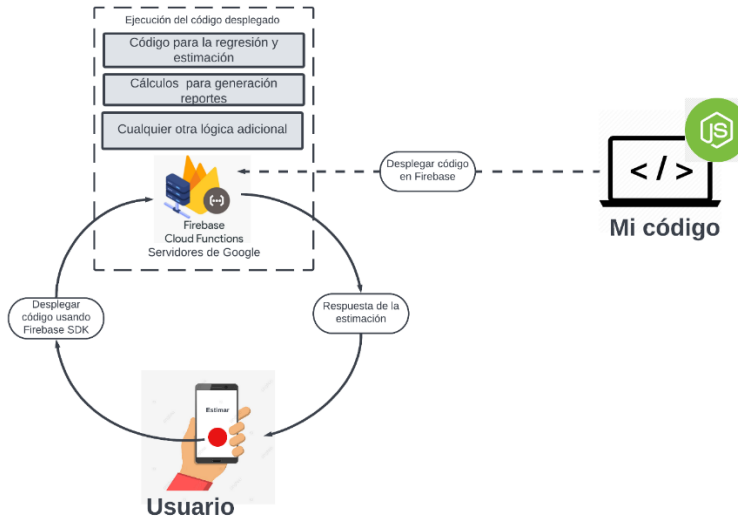 Ejecución del código desplegado
Código para la regresión y
estimación
Cálculos para generación
reportes
Cualquier otra lógica adicional
Firebase
Cloud Functions
Servidores de Google
Desplegar código
en Firebase
JS
</>
Mi código
Desplegar
código usando
Firebase SDK
Respuesta de la
estimación
Estimar
Usuario